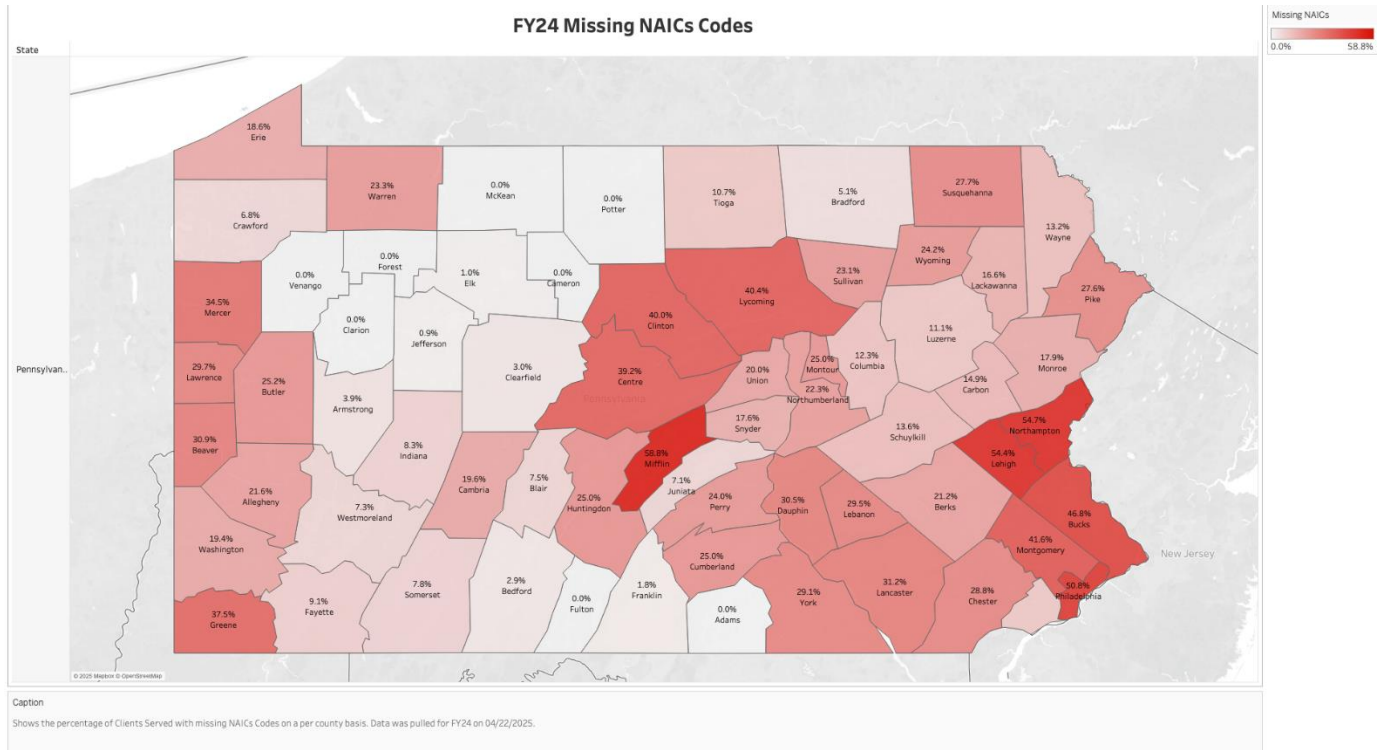 FY24 Missing NAICs Codes
Missing NAICs
0.0% 58.8%
State
Pennsylvan..
18.6%
Erie
23.3%
Warren
0.0%
McKean
0.0%
Potter
10.7%
Tioga
5.1%
Bradford
27.7%
Susquehanna
13.2%
Wayne
6.8%
Crawford
0.0%
Venango
0.0%
Forest
1.0%
Elk
0.0%
Cameron
23.1%
Sullivan
24.2%
Wyoming
16.6%
Lackawanna
27.6%
Pike
34.5%
Mercer
0.0%
Clarion
0.9%
Jefferson
40.0%
Clinton
40.4%
Lycoming
11.1%
Luzerne
17.9%
Monroe
29.7%
Lawrence
25.2%
Butler
3.9%
Armstrong
3.0%
Clearfield
39.2%
Centre
Pennsylvania
20.0%
Union
25.0%
Montour
12.3%
Columbia
14.9%
Carbon
22.3%
Northumberland
30.9%
Beaver
8.3%
Indiana
17.6%
Snyder
13.6%
Schuylkill
54.7%
Northampton
54.4%
Lehigh
21.6%
Allegheny
7.3%
Westmoreland
19.6%
Cambria
7.5%
Blair
25.0%
Huntingdon
58.8%
Mifflin
7.1%
Juniata
24.0%
Perry
30.5%
Dauphin
29.5%
Lebanon
21.2%
Berks
46.8%
Bucks
19.4%
Washington
25.0%
Cumberland
41.6%
Montgomery
New Jersey
37.5%
Greene
9.1%
Fayette
7.8%
Somerset
2.9%
Bedford
0.0%
Fulton
1.8%
Franklin
0.0%
Adams
29.1%
York
31.2%
Lancaster
28.8%
Chester
50.8%
Philadelphia
© 2025 Mapbox © OpenStreetMap
Caption
Shows the percentage of Clients Served with missing NAICs Codes on a per county basis. Data was pulled for FY24 on 04/22/2025.